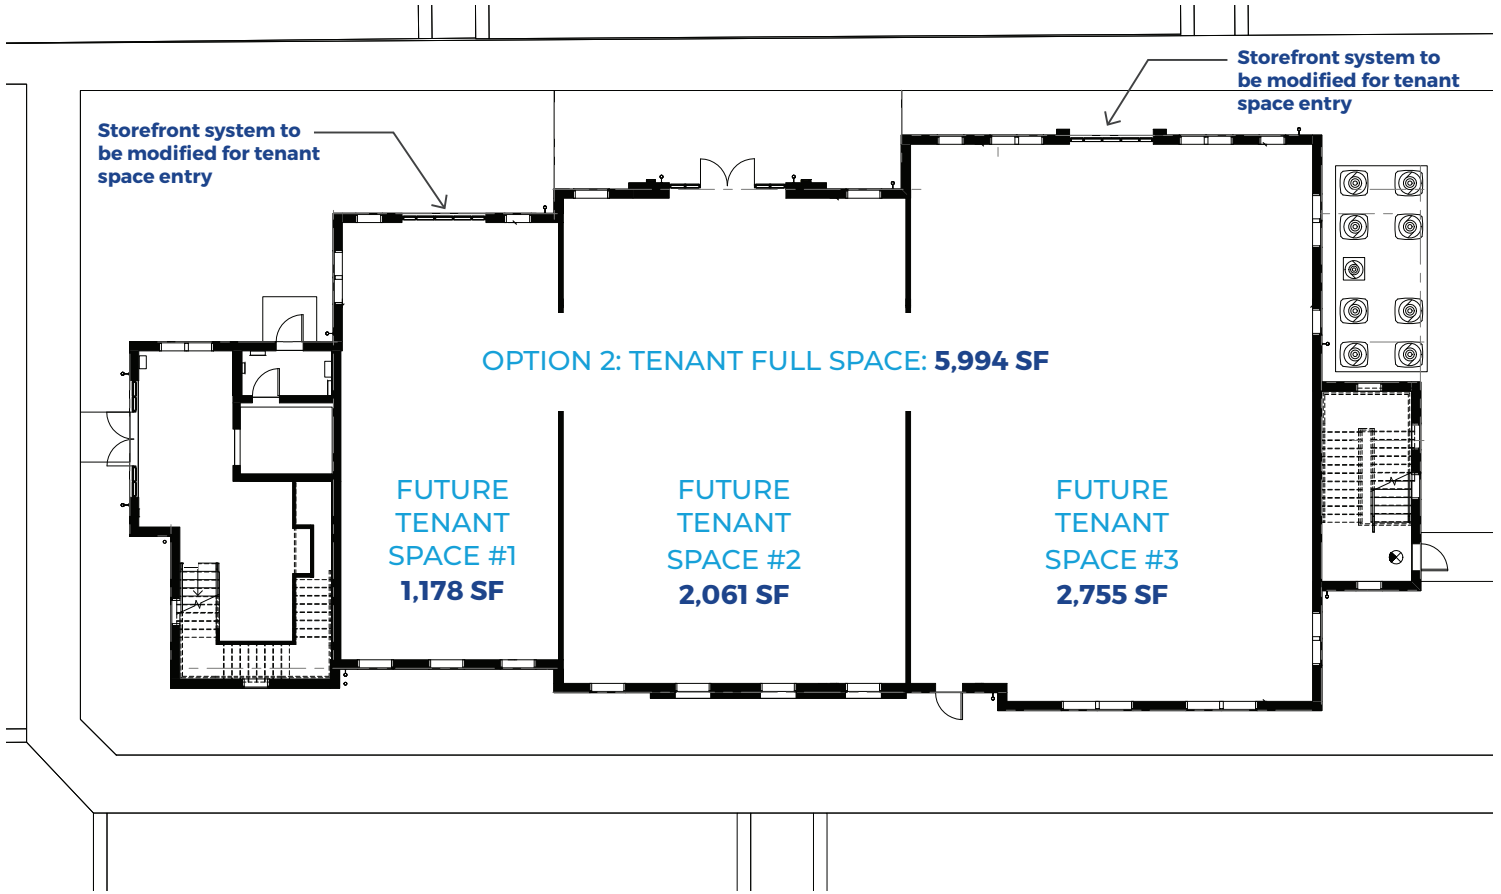 Storefront system to
be modified for tenant
space entry
Storefront system to
be modified for tenant
space entry
OPTION 2: TENANT FULL SPACE: 5,994 SF
FUTURE
TENANT
SPACE #1
1,178 SF
FUTURE
TENANT
SPACE #2
2,061 SF
FUTURE
TENANT
SPACE #3
2,755 SF